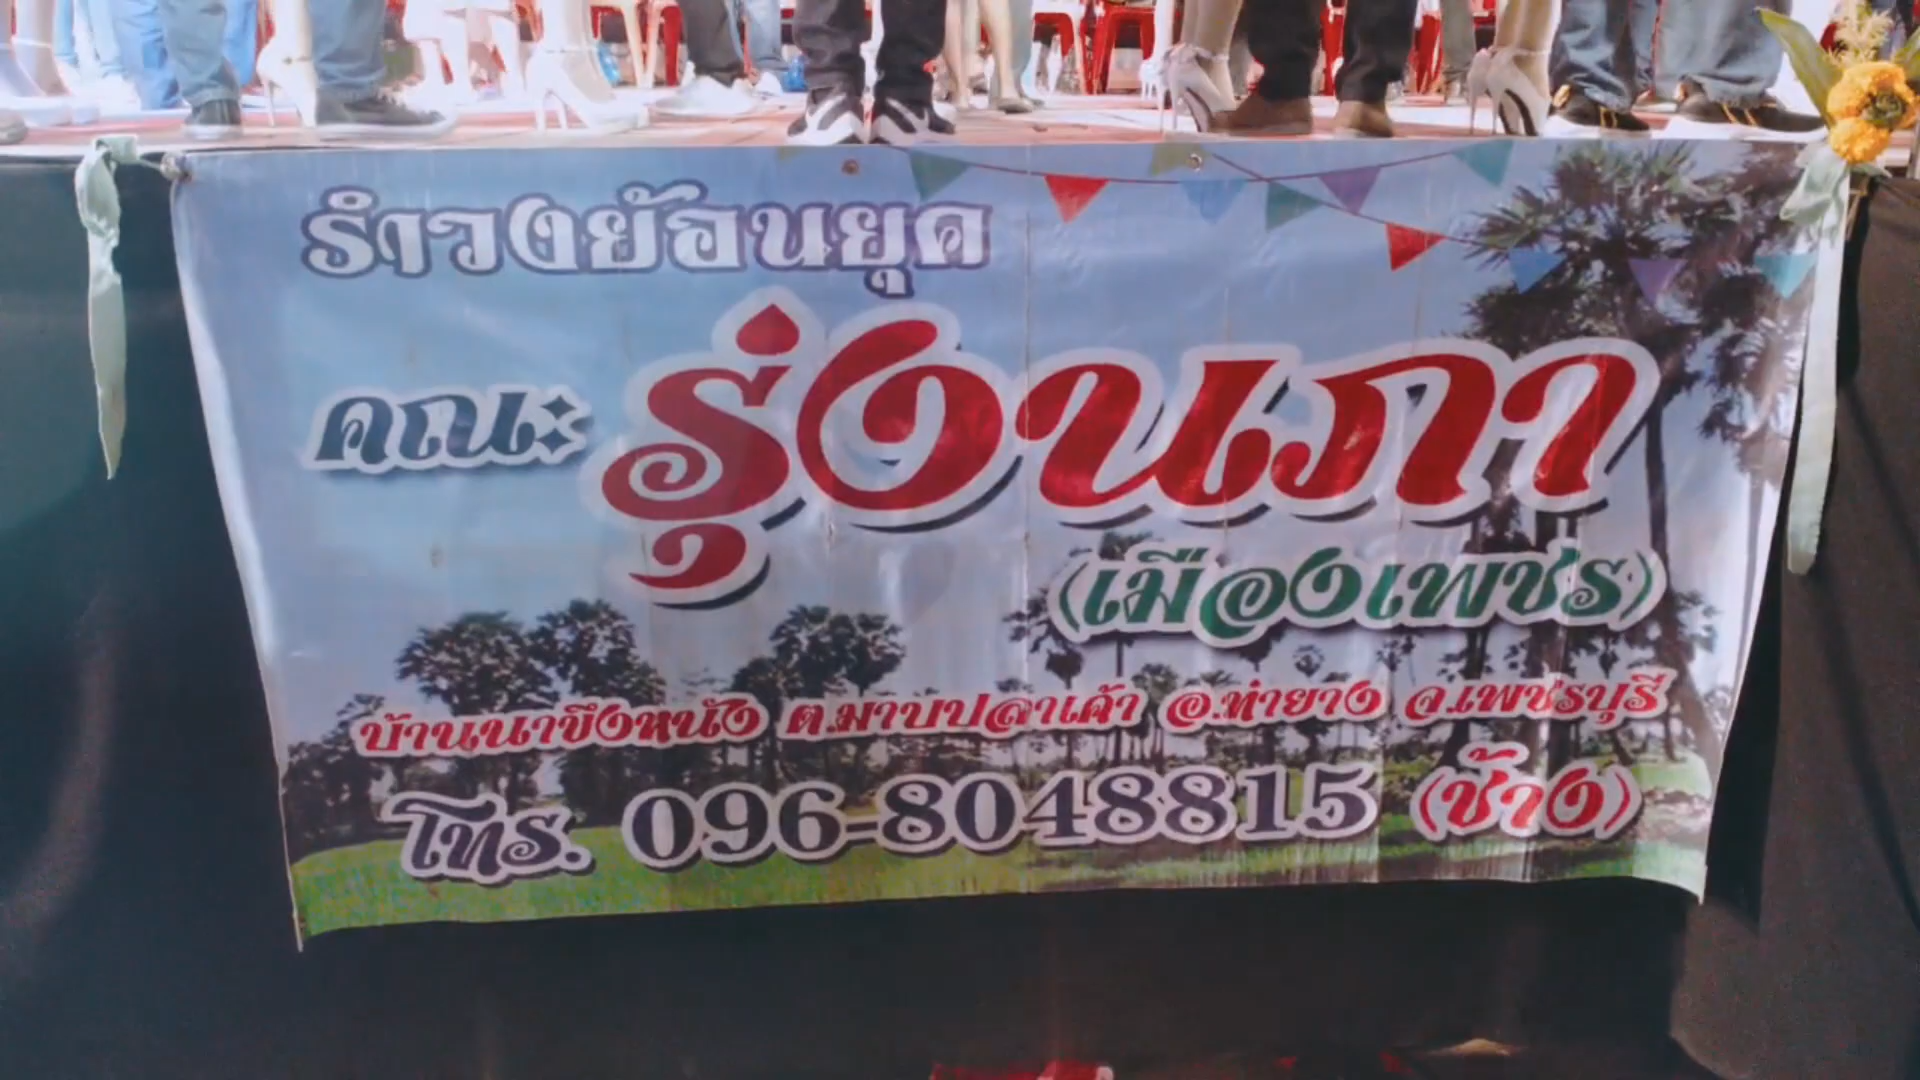 รำวงย้อนยุค
คณะ รุ่งนภา
(เมืองเพชร)
บ้านนาขึงหนัง ต.มาบปลาเค้า อ.ท่ายาง จ.เพชรบุรี
โทร. 096-8048815 (ช้าง)